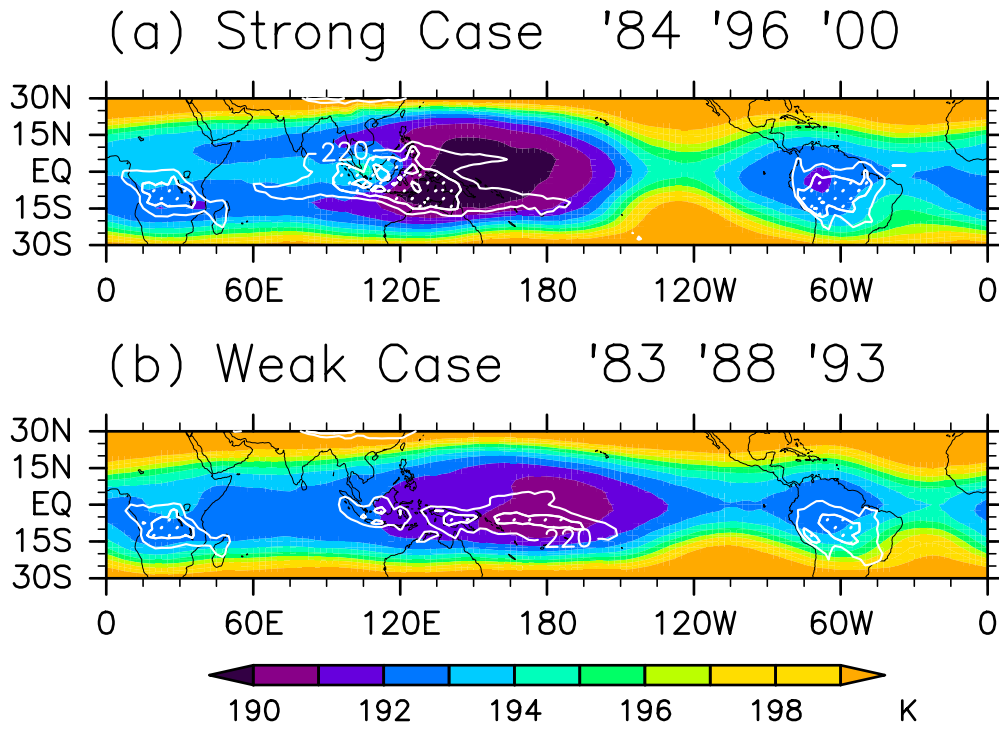 (a) Strong Case '84 '96 '00
30N
15N
EQ
15S
30S
220
0 60E 120E 180 120W 60W 0
(b) Weak Case '83 '88 '93
30N
15N
EQ
15S
30S
220
0 60E 120E 180 120W 60W 0
190 192 194 196 198 K